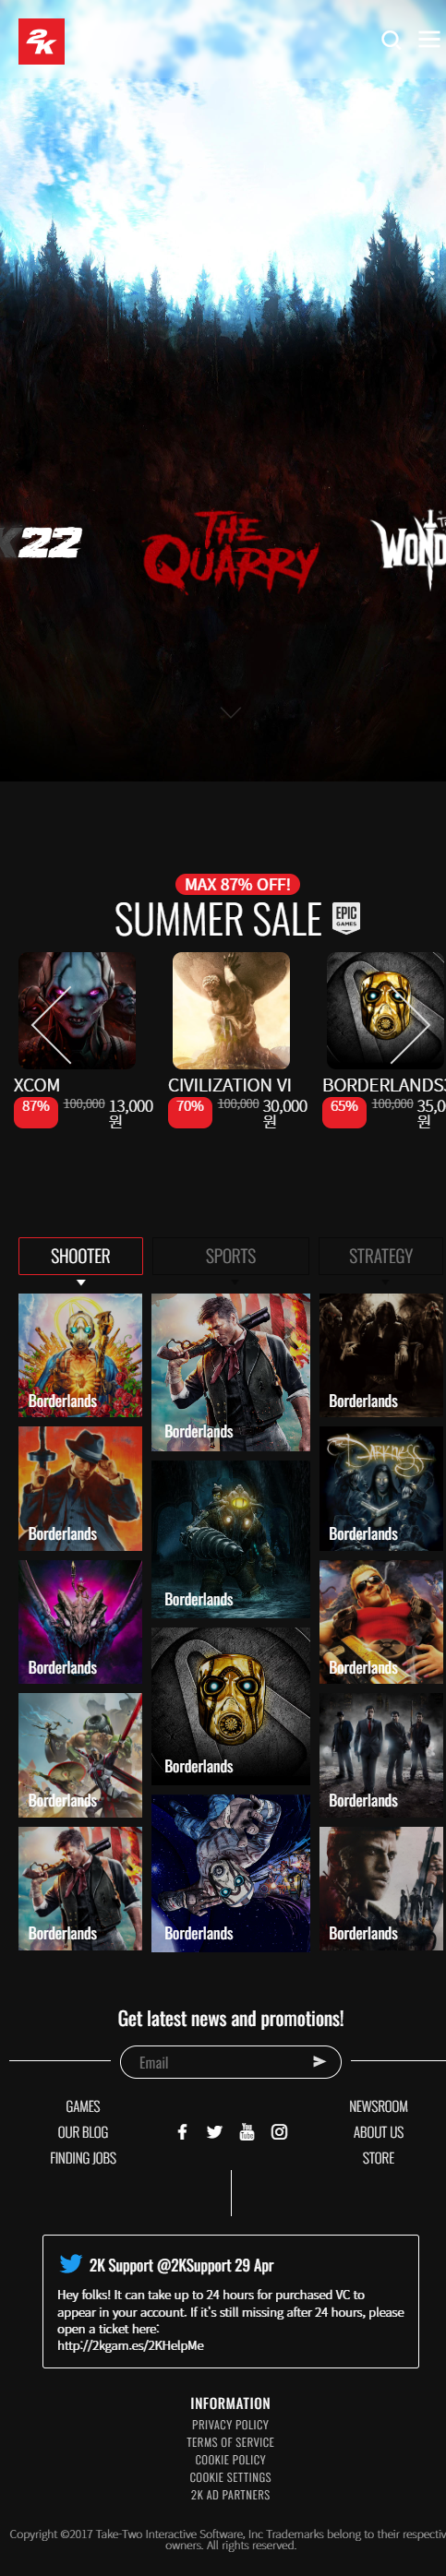 2K
K22
THE
QUARRY
WOND
MAX 87% OFF!
SUMMER SALE EPIC GAMES
XCOM
87% 100,000 13,000
원
CIVILIZATION VI
70% 100,000 30,000
원
BORDERLANDS3
65% 100,000 35,0
원
SHOOTER SPORTS STRATEGY
Borderlands
Borderlands
Borderlands
Borderlands
Borderlands
Borderlands
Borderlands
Borderlands
Borderlands
Borderlands
DARKNESS
Borderlands
Borderlands
Borderlands
Borderlands
Get latest news and promotions!
Email
GAMES
OUR BLOG
FINDING JOBS
You Tube
NEWSROOM
ABOUT US
STORE
2K Support @2KSupport 29 Apr
Hey folks! It can take up to 24 hours for purchased VC to
appear in your account. If it's still missing after 24 hours, please
open a ticket here:
http://2kgam.es/2KHelpMe
INFORMATION
PRIVACY POLICY
TERMS OF SERVICE
COOKIE POLICY
COOKIE SETTINGS
2K AD PARTNERS
Copyright ©2017 Take-Two Interactive Software, Inc Trademarks belong to their respectiv
owners. All rights reserved.